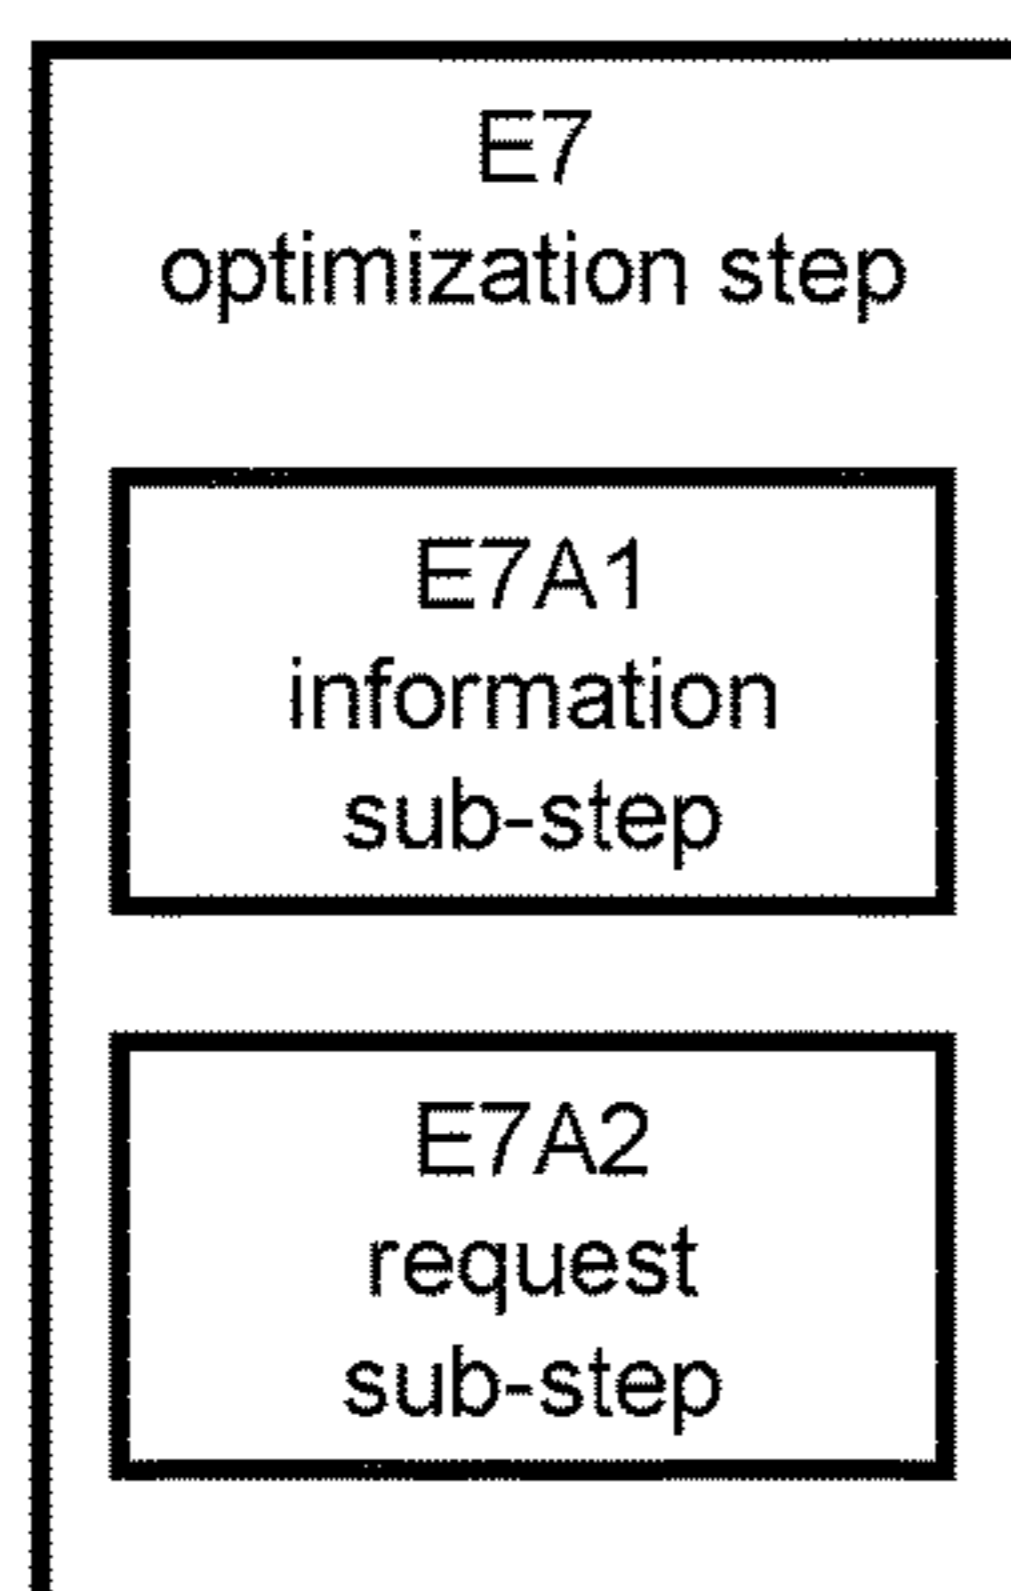 E7
optimization step
E7A1
information
sub-step
E7A2
request
sub-step